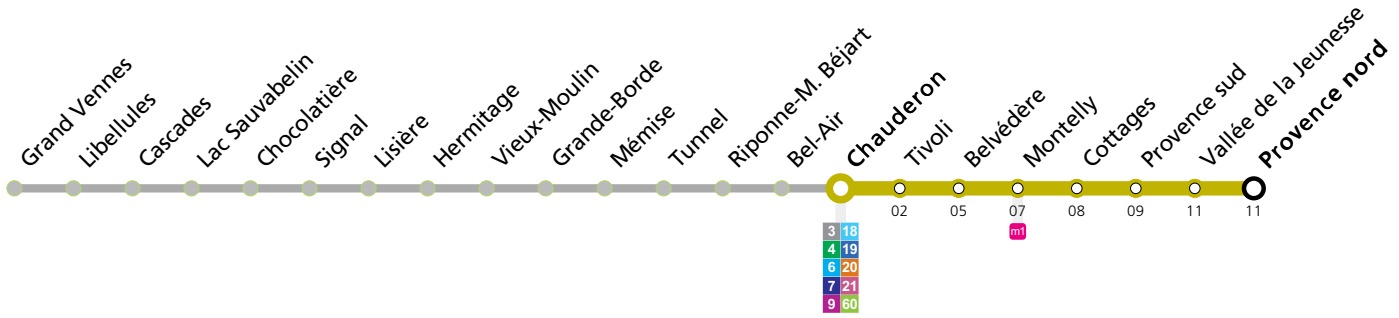 Grand Vennes
Libellules
Cascades
Lac Sauvabelin
Chocolatière
Signal
Lisière
Hermitage
Vieux-Moulin
Grande-Borde
Mémise
Tunnel
Riponne-M. Béjart
Bel-Air
Chauderon
Tivoli
Belvédère
Montelly
Cottages
Provence sud
Vallée de la Jeunesse
Provence nord
02 05 07 08 09 11 11
m1
3 18
4 19
6 20
7 21
9 60